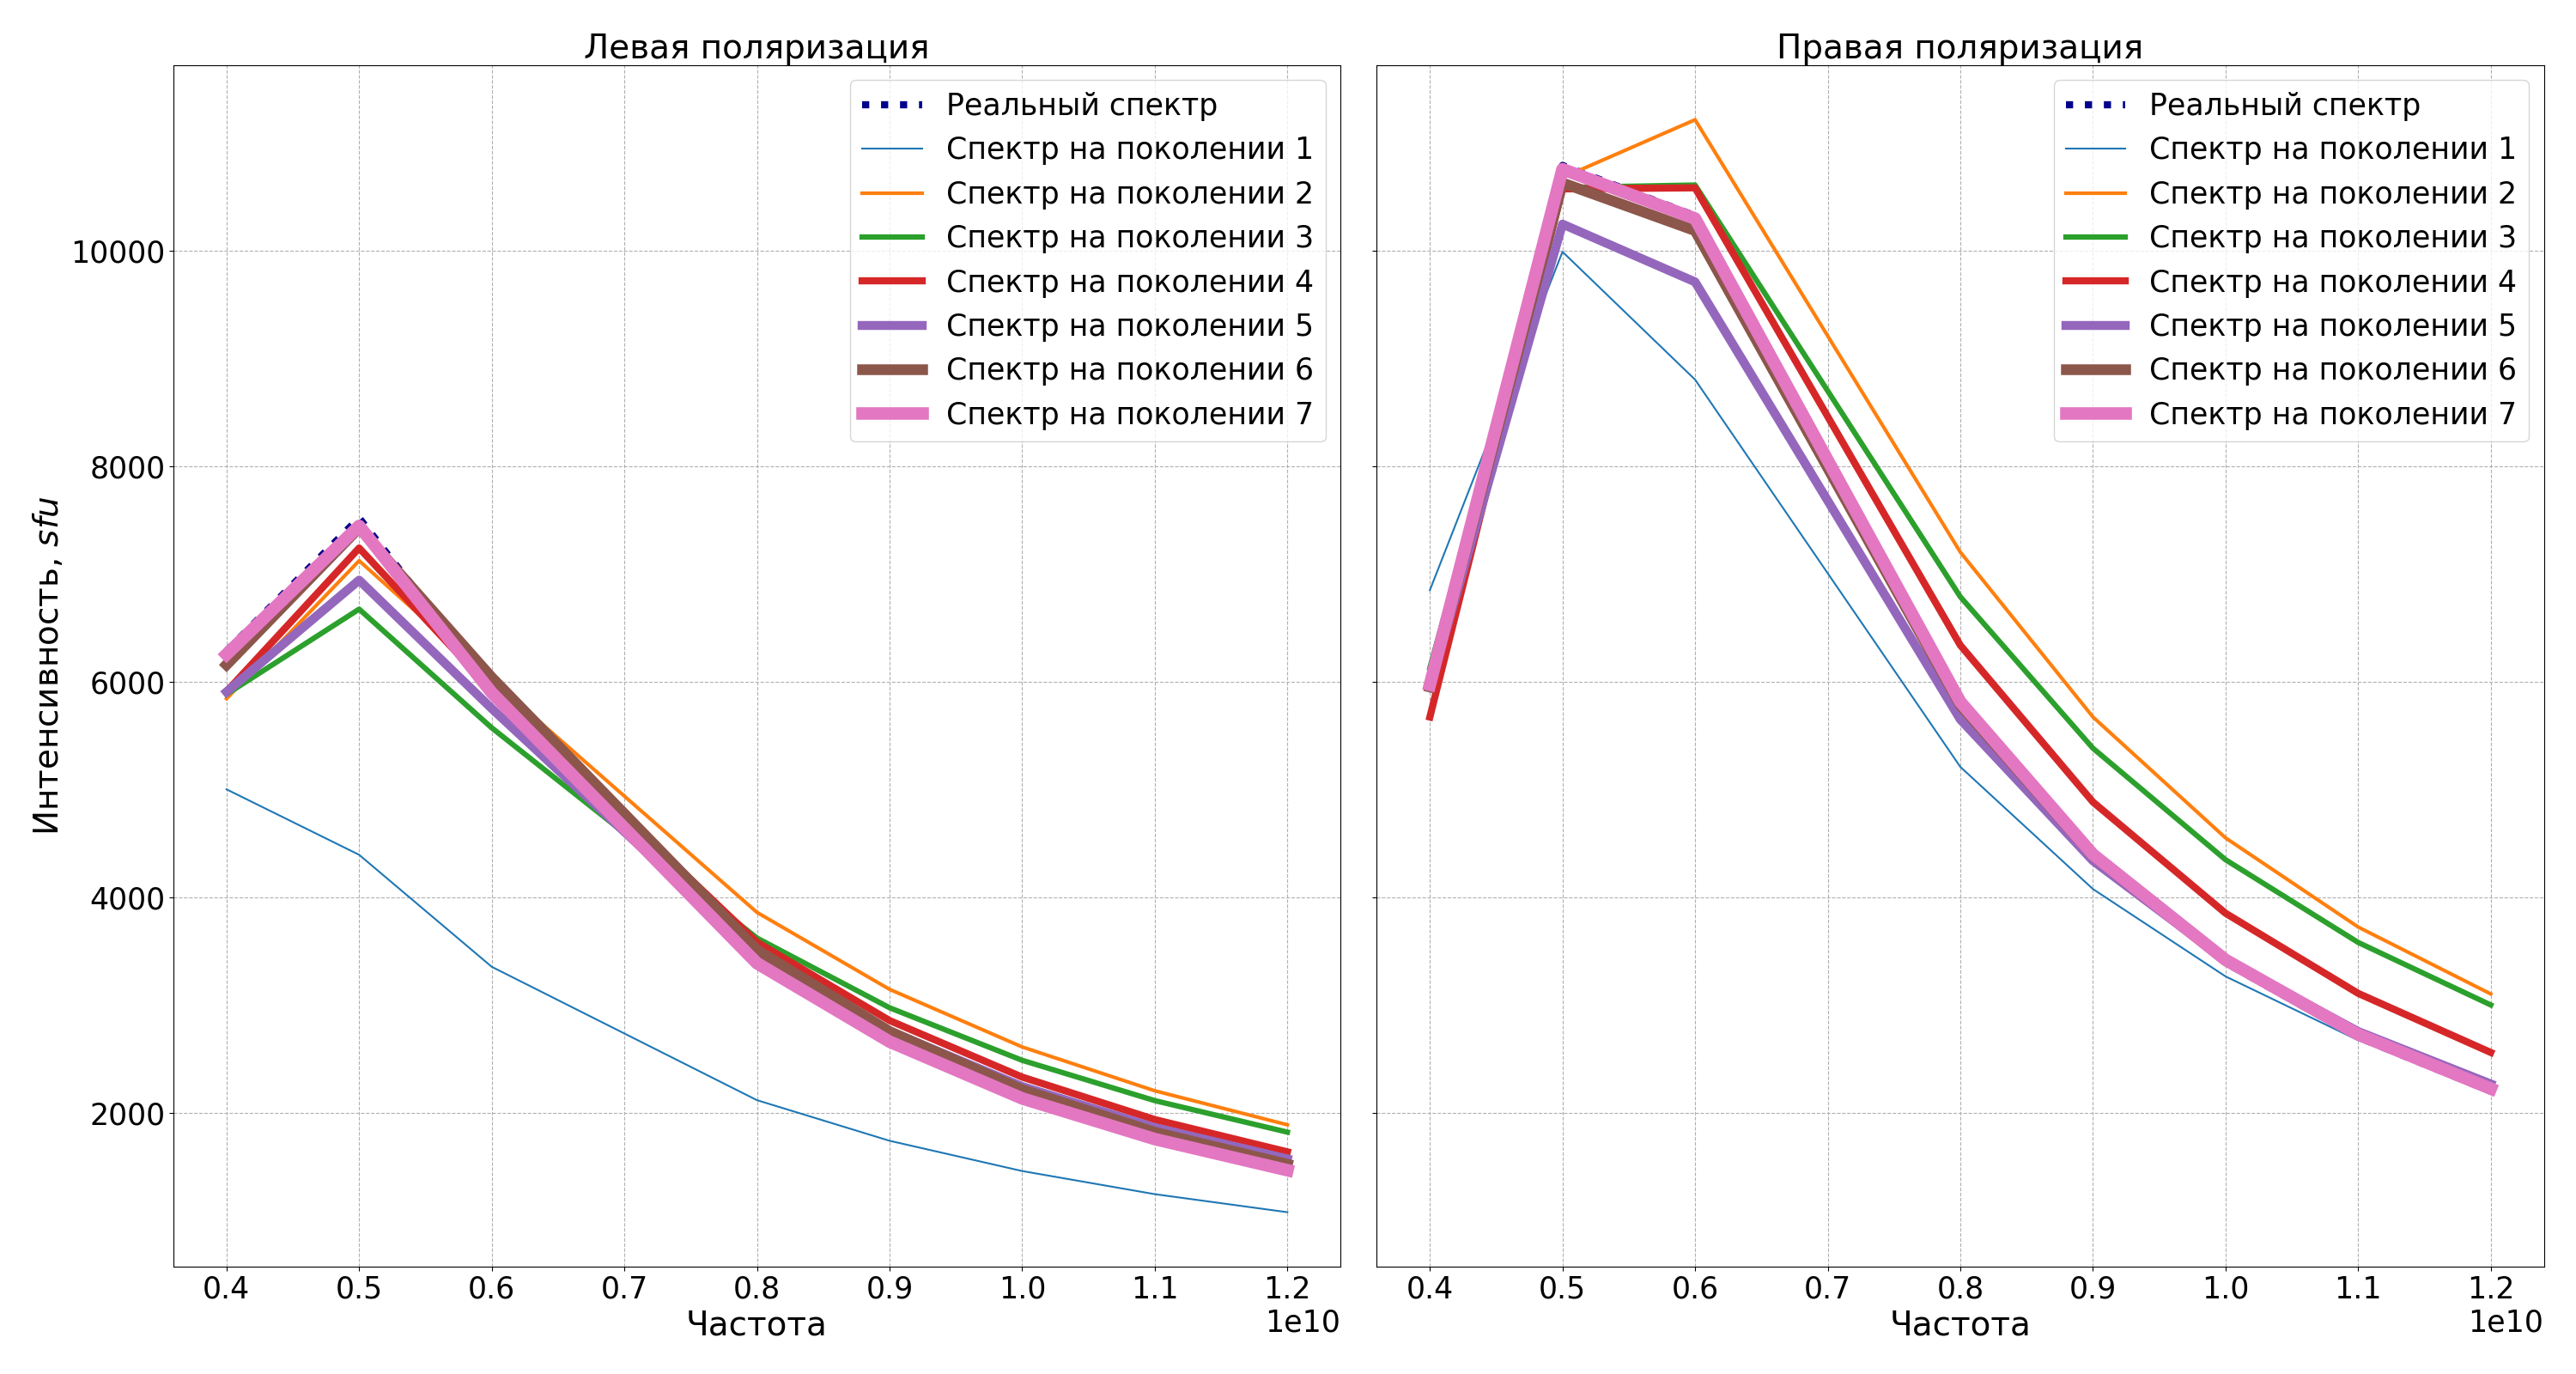 Левая поляризация
Реальный спектр
Спектр на поколении 1
Спектр на поколении 2
Спектр на поколении 3
Спектр на поколении 4
Спектр на поколении 5
Спектр на поколении 6
Спектр на поколении 7
Интенсивность, sfu
10000
8000
6000
4000
2000
0.4 0.5 0.6 0.7 0.8 0.9 1.0 1.1 1.2
1e10
Частота
Правая поляризация
Реальный спектр
Спектр на поколении 1
Спектр на поколении 2
Спектр на поколении 3
Спектр на поколении 4
Спектр на поколении 5
Спектр на поколении 6
Спектр на поколении 7
0.4 0.5 0.6 0.7 0.8 0.9 1.0 1.1 1.2
1e10
Частота